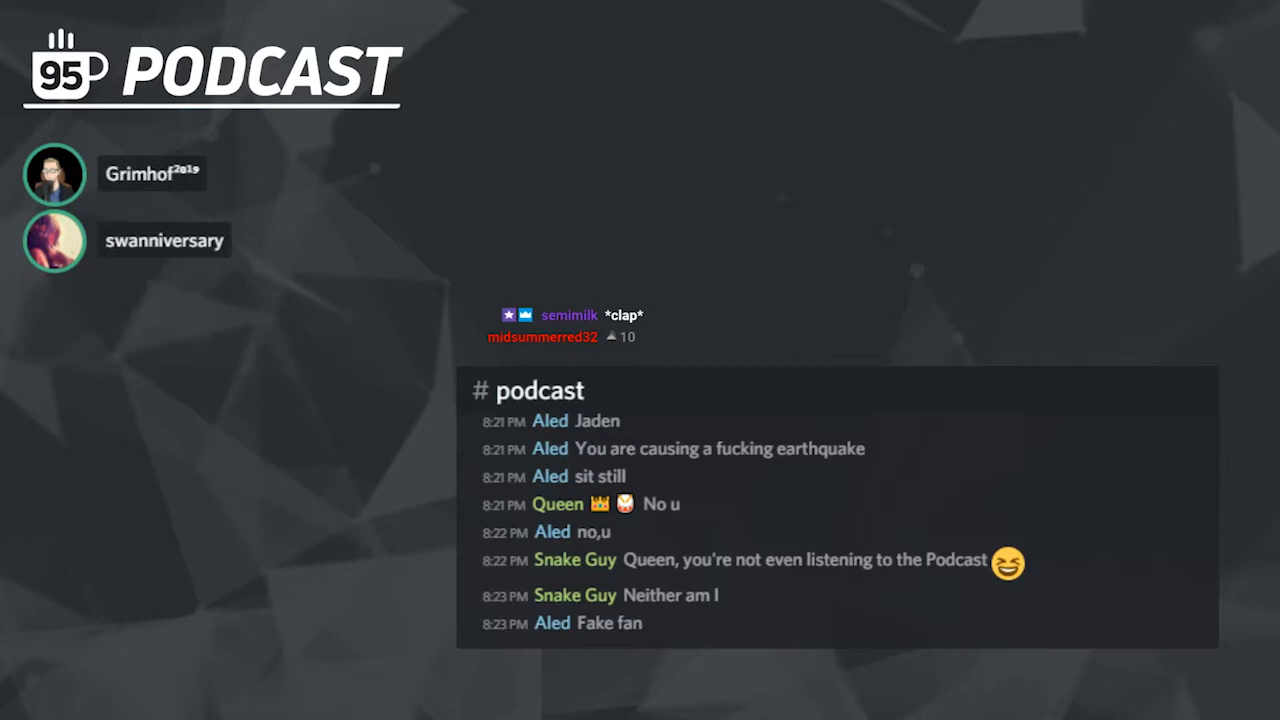 95 PODCAST
Grimhof²⁰¹⁹
swanniversary
semimilk *clap*
midsummerred32 10
# podcast
8:21 PM Aled Jaden
8:21 PM Aled You are causing a fucking earthquake
8:21 PM Aled sit still
8:21 PM Queen 👑 🥁 No u
8:22 PM Aled no,u
8:22 PM Snake Guy Queen, you're not even listening to the Podcast 😆
8:23 PM Snake Guy Neither am I
8:23 PM Aled Fake fan